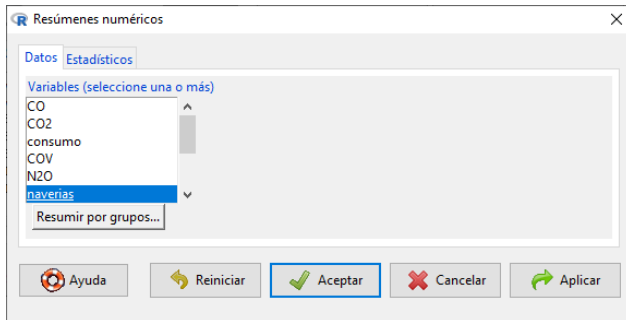 Resúmenes numéricos
Datos Estadísticos
Variables (seleccione una o más)
CO
CO2
consumo
COV
N2O
naverias
Resumir por grupos...
Ayuda Reiniciar Aceptar Cancelar Aplicar